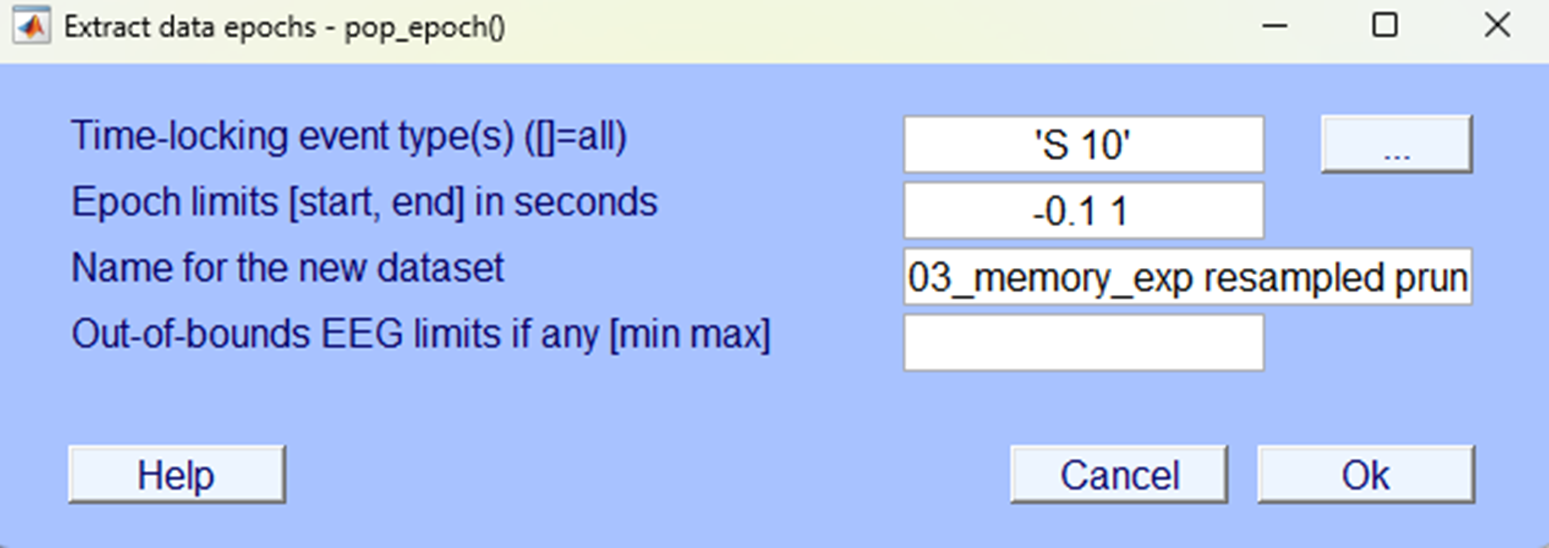 Extract data epochs - pop_epoch()
Time-locking event type(s) ([]=all) 'S 10' ...
Epoch limits [start, end] in seconds -0.1 1
Name for the new dataset 03_memory_exp resampled prun
Out-of-bounds EEG limits if any [min max]
Help Cancel Ok